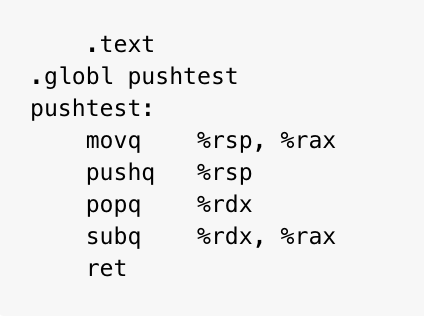 .text
.globl pushtest
pushtest:
movq %rsp, %rax
pushq %rsp
popq %rdx
subq %rdx, %rax
ret